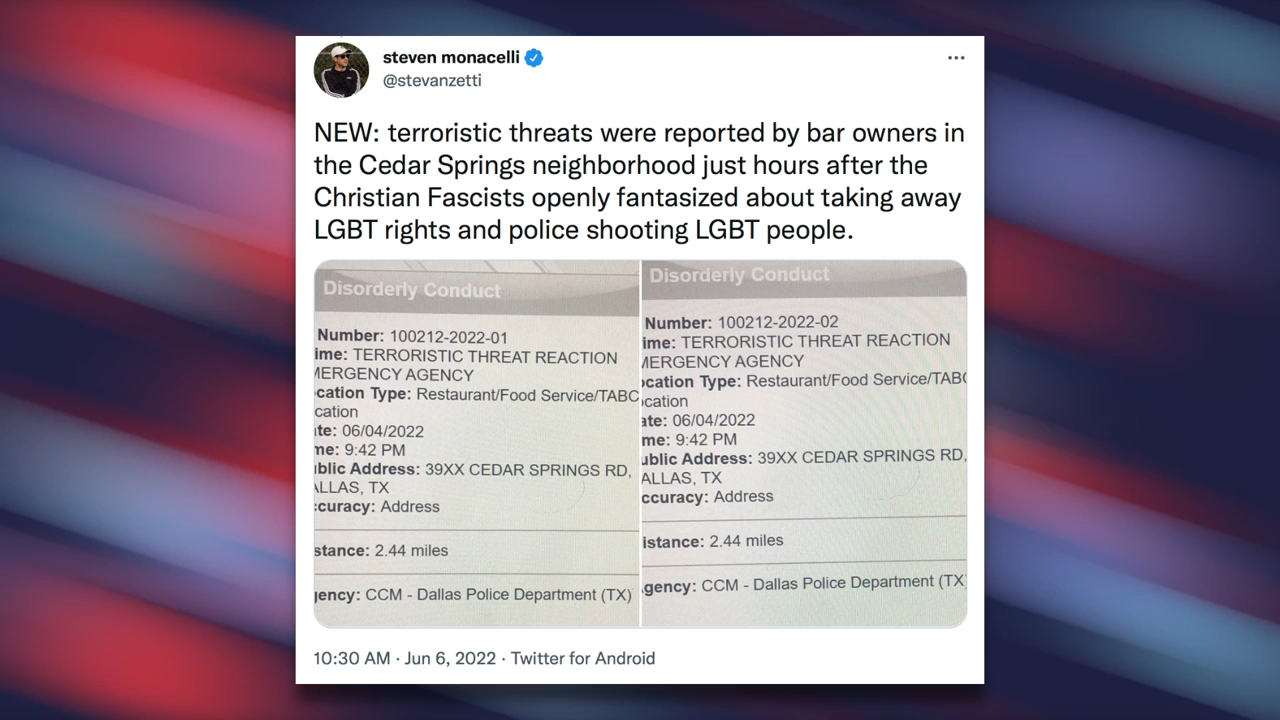 steven monacelli
@stevanzetti
NEW: terroristic threats were reported by bar owners in
the Cedar Springs neighborhood just hours after the
Christian Fascists openly fantasized about taking away
LGBT rights and police shooting LGBT people.
Disorderly Conduct
Number: 100212-2022-01
ime: TERRORISTIC THREAT REACTION
MERGENCY AGENCY
cation Type: Restaurant/Food Service/TABC
cation
te: 06/04/2022
me: 9:42 PM
ublic Address: 39XX CEDAR SPRINGS RD,
ALLAS, TX
ccuracy: Address
stance: 2.44 miles
gency: CCM - Dallas Police Department (TX)
Disorderly Conduct
Number: 100212-2022-02
ime: TERRORISTIC THREAT REACTION
MERGENCY AGENCY
ocation Type: Restaurant/Food Service/TABC
ocation
ate: 06/04/2022
me: 9:42 PM
ublic Address: 39XX CEDAR SPRINGS RD,
ALLAS, TX
ccuracy: Address
istance: 2.44 miles
gency: CCM - Dallas Police Department (TX)
10:30 AM · Jun 6, 2022 · Twitter for Android